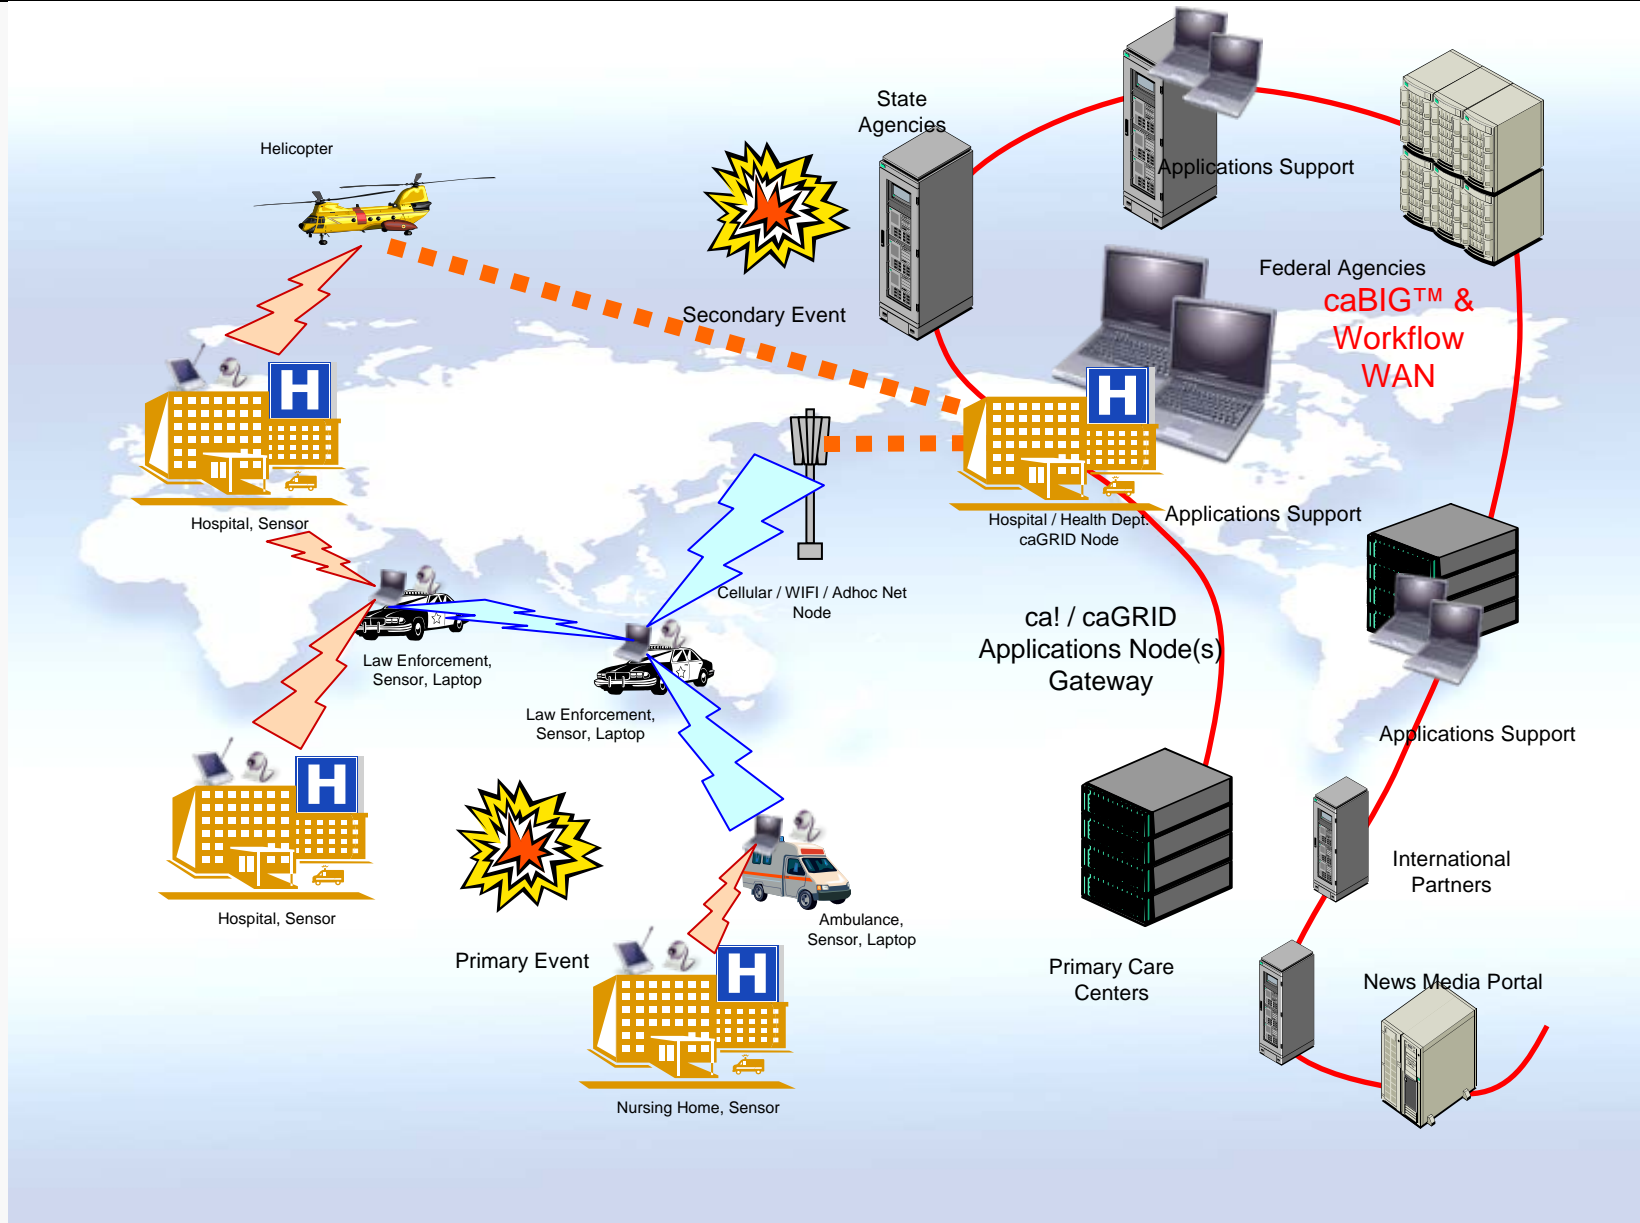 State
Agencies
Applications Support
Helicopter
Federal Agencies
caBIG™ &
Workflow
WAN
Secondary Event
H
H
Hospital, Sensor
Hospital / Health Dept.
caGRID Node
Applications Support
Cellular / WIFI / Adhoc Net
Node
ca! / caGRID
Applications Node(s)
Gateway
Law Enforcement,
Sensor, Laptop
Law Enforcement,
Sensor, Laptop
Applications Support
H
Hospital, Sensor
International
Partners
Ambulance,
Sensor, Laptop
Primary Event
H
Primary Care
Centers
News Media Portal
Nursing Home, Sensor